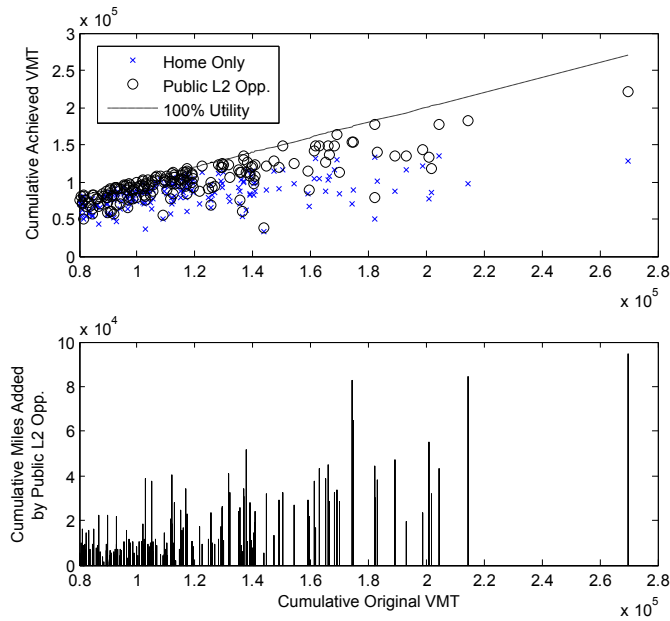 x 10^5
3
2.5
2
1.5
1
0.5
0
Cumulative Achieved VMT
Home Only
Public L2 Opp.
100% Utility
0.8 1 1.2 1.4 1.6 1.8 2 2.2 2.4 2.6 2.8
x 10^5
x 10^4
10
8
6
4
2
0
Cumulative Miles Added
by Public L2 Opp.
0.8 1 1.2 1.4 1.6 1.8 2 2.2 2.4 2.6 2.8
Cumulative Original VMT
x 10^5